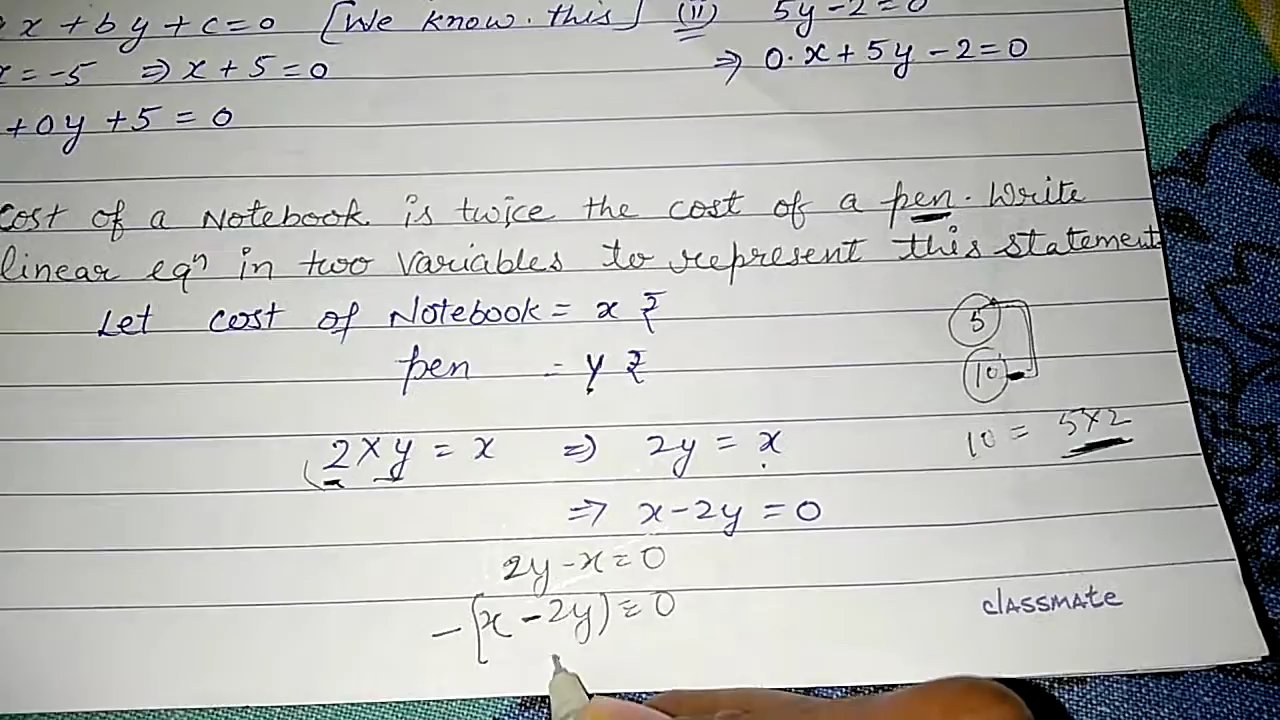 x + by + c = 0 [We know this] (ii) 5y - 2 = 0
x = -5 ⇒ x + 5 = 0 ⇒ 0.x + 5y - 2 = 0
+ 0y + 5 = 0
Cost of a Notebook is twice the cost of a pen. Write
linear eqⁿ in two variables to represent this statement
Let cost of Notebook = x ₹
pen = y ₹
5
10
2 × y = x ⇒ 2y = x
10 = 5×2
⇒ x - 2y = 0
2y - x = 0
-[x - 2y) = 0
classmate